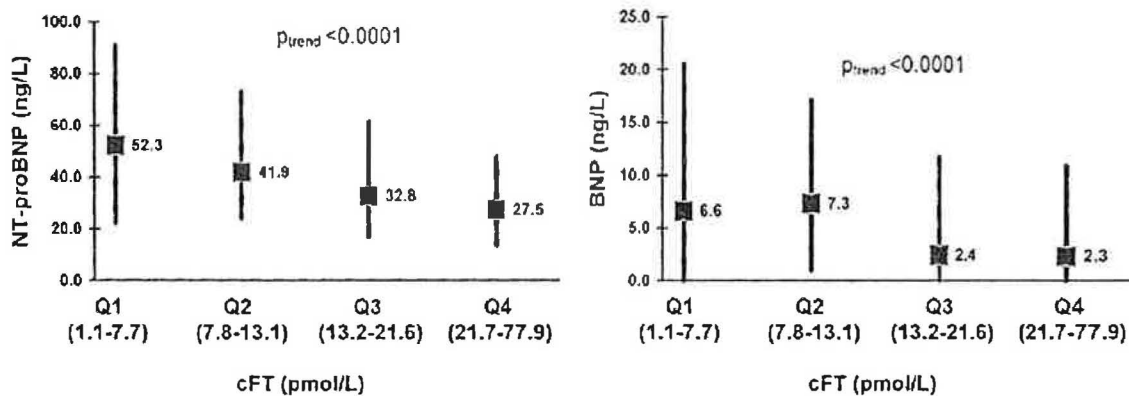 NT-proBNP (ng/L)
100.0
80.0
60.0
40.0
20.0
0.0
p_trend <0.0001
52.3
41.9
32.8
27.5
Q1 Q2 Q3 Q4
(1.1-7.7) (7.8-13.1) (13.2-21.6) (21.7-77.9)
cFT (pmol/L)
BNP (ng/L)
25.0
20.0
15.0
10.0
5.0
0.0
p_trend <0.0001
6.6
7.3
2.4
2.3
Q1 Q2 Q3 Q4
(1.1-7.7) (7.8-13.1) (13.2-21.6) (21.7-77.9)
cFT (pmol/L)